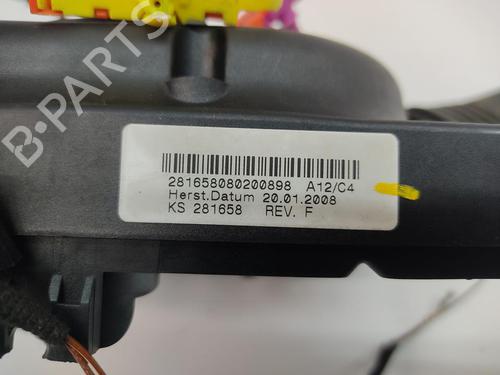 B-PARTS
281658080200898 A12/C4
Herst.Datum 20.01.2008
KS 281658 REV. F